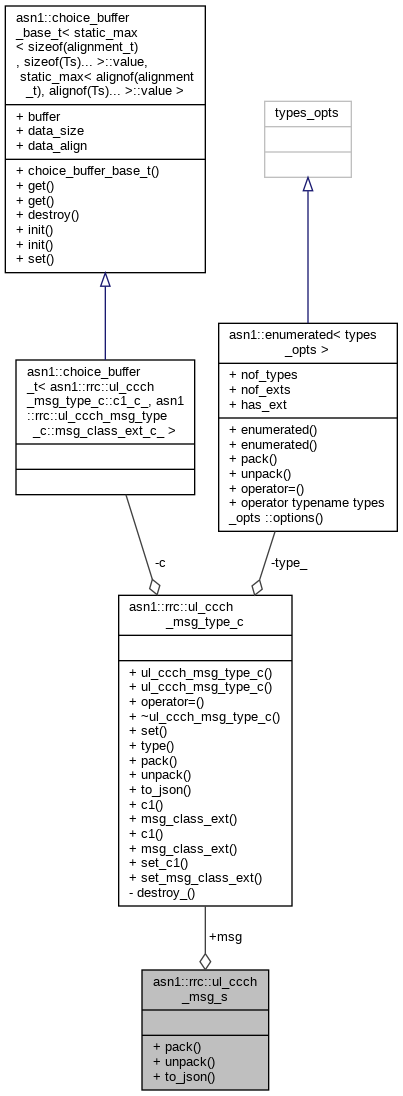 asn1::choice_buffer
_base_t< static_max
< sizeof(alignment_t)
, sizeof(Ts)... >::value,
static_max< alignof(alignment
_t), alignof(Ts)... >::value >
+ buffer
+ data_size
+ data_align
+ choice_buffer_base_t()
+ get()
+ get()
+ destroy()
+ init()
+ init()
+ set()
types_opts
asn1::choice_buffer
_t< asn1::rrc::ul_ccch
_msg_type_c::c1_c_, asn1
::rrc::ul_ccch_msg_type
_c::msg_class_ext_c_ >
asn1::enumerated< types
_opts >
+ nof_types
+ nof_exts
+ has_ext
+ enumerated()
+ enumerated()
+ pack()
+ unpack()
+ operator=()
+ operator typename types
_opts ::options()
-c
-type_
asn1::rrc::ul_ccch
_msg_type_c
+ ul_ccch_msg_type_c()
+ ul_ccch_msg_type_c()
+ operator=()
+ ~ul_ccch_msg_type_c()
+ set()
+ type()
+ pack()
+ unpack()
+ to_json()
+ c1()
+ msg_class_ext()
+ c1()
+ msg_class_ext()
+ set_c1()
+ set_msg_class_ext()
- destroy_()
+msg
asn1::rrc::ul_ccch
_msg_s
+ pack()
+ unpack()
+ to_json()